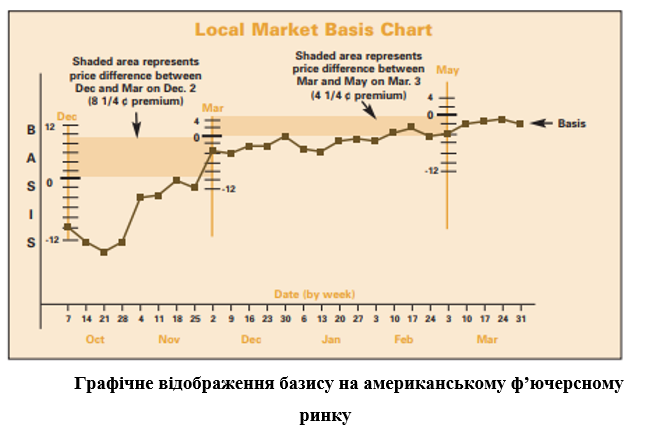 Local Market Basis Chart
Shaded area represents
price difference between
Dec and Mar on Dec. 2
(8 1/4 ¢ premium)
Shaded area represents
price difference between
Mar and May on Mar. 3
(4 1/4 ¢ premium)
Dec
12
0
-12
Mar
4
0
-12
May
4
0
-12
B
A
S
I
S
Basis
Date (by week)
7 14 21 28 4 11 18 25 2 9 16 23 30 6 13 20 27 3 10 17 24 3 10 17 24 31
Oct Nov Dec Jan Feb Mar
Графічне відображення базису на американському ф’ючерсному
ринку